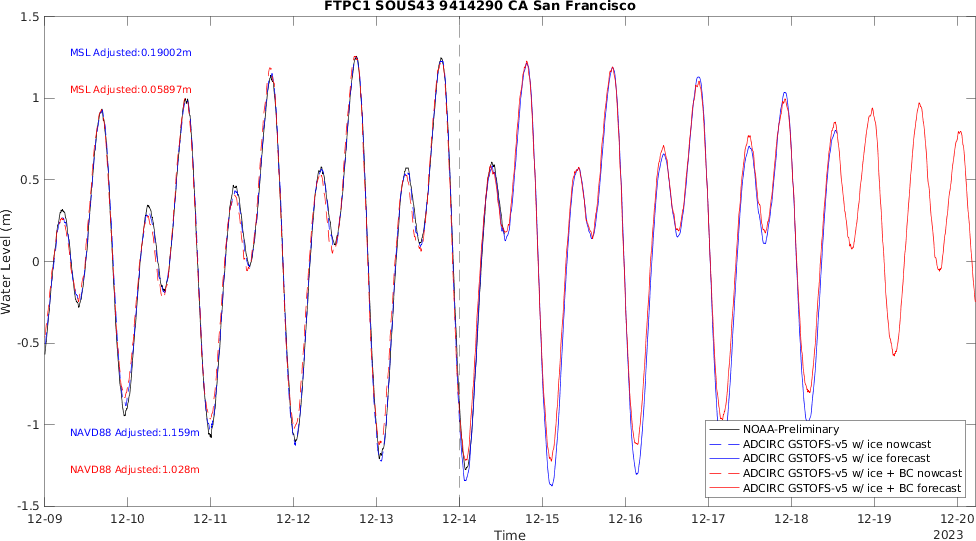 FTPC1 SOUS43 9414290 CA San Francisco
1.5
1
0.5
0
-0.5
-1
-1.5
Water Level (m)
MSL Adjusted:0.19002m
MSL Adjusted:0.05897m
NAVD88 Adjusted:1.159m
NAVD88 Adjusted:1.028m
NOAA-Preliminary
ADCIRC GSTOFS-v5 w/ ice nowcast
ADCIRC GSTOFS-v5 w/ ice forecast
ADCIRC GSTOFS-v5 w/ ice + BC nowcast
ADCIRC GSTOFS-v5 w/ ice + BC forecast
12-09 12-10 12-11 12-12 12-13 12-14 12-15 12-16 12-17 12-18 12-19 12-20
Time
2023